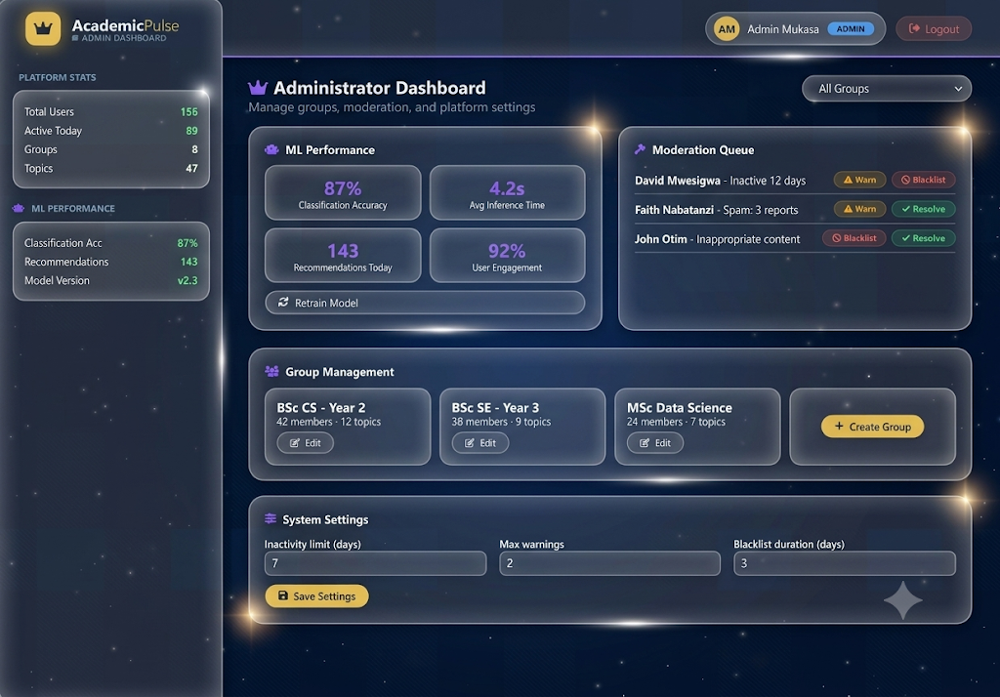 AcademicPulse
ADMIN DASHBOARD
AM Admin Mukasa ADMIN
Logout
PLATFORM STATS
Total Users 156
Active Today 89
Groups 8
Topics 47
ML PERFORMANCE
Classification Acc 87%
Recommendations 143
Model Version v2.3
Administrator Dashboard
Manage groups, moderation, and platform settings
All Groups
ML Performance
87%
Classification Accuracy
4.2s
Avg Inference Time
143
Recommendations Today
92%
User Engagement
Retrain Model
Moderation Queue
David Mwesigwa - Inactive 12 days Warn Blacklist
Faith Nabatanzi - Spam: 3 reports Warn Resolve
John Otim - Inappropriate content Blacklist Resolve
Group Management
BSc CS - Year 2
42 members · 12 topics
Edit
BSc SE - Year 3
38 members · 9 topics
Edit
MSc Data Science
24 members · 7 topics
Edit
+ Create Group
System Settings
Inactivity limit (days)
7
Max warnings
2
Blacklist duration (days)
3
Save Settings